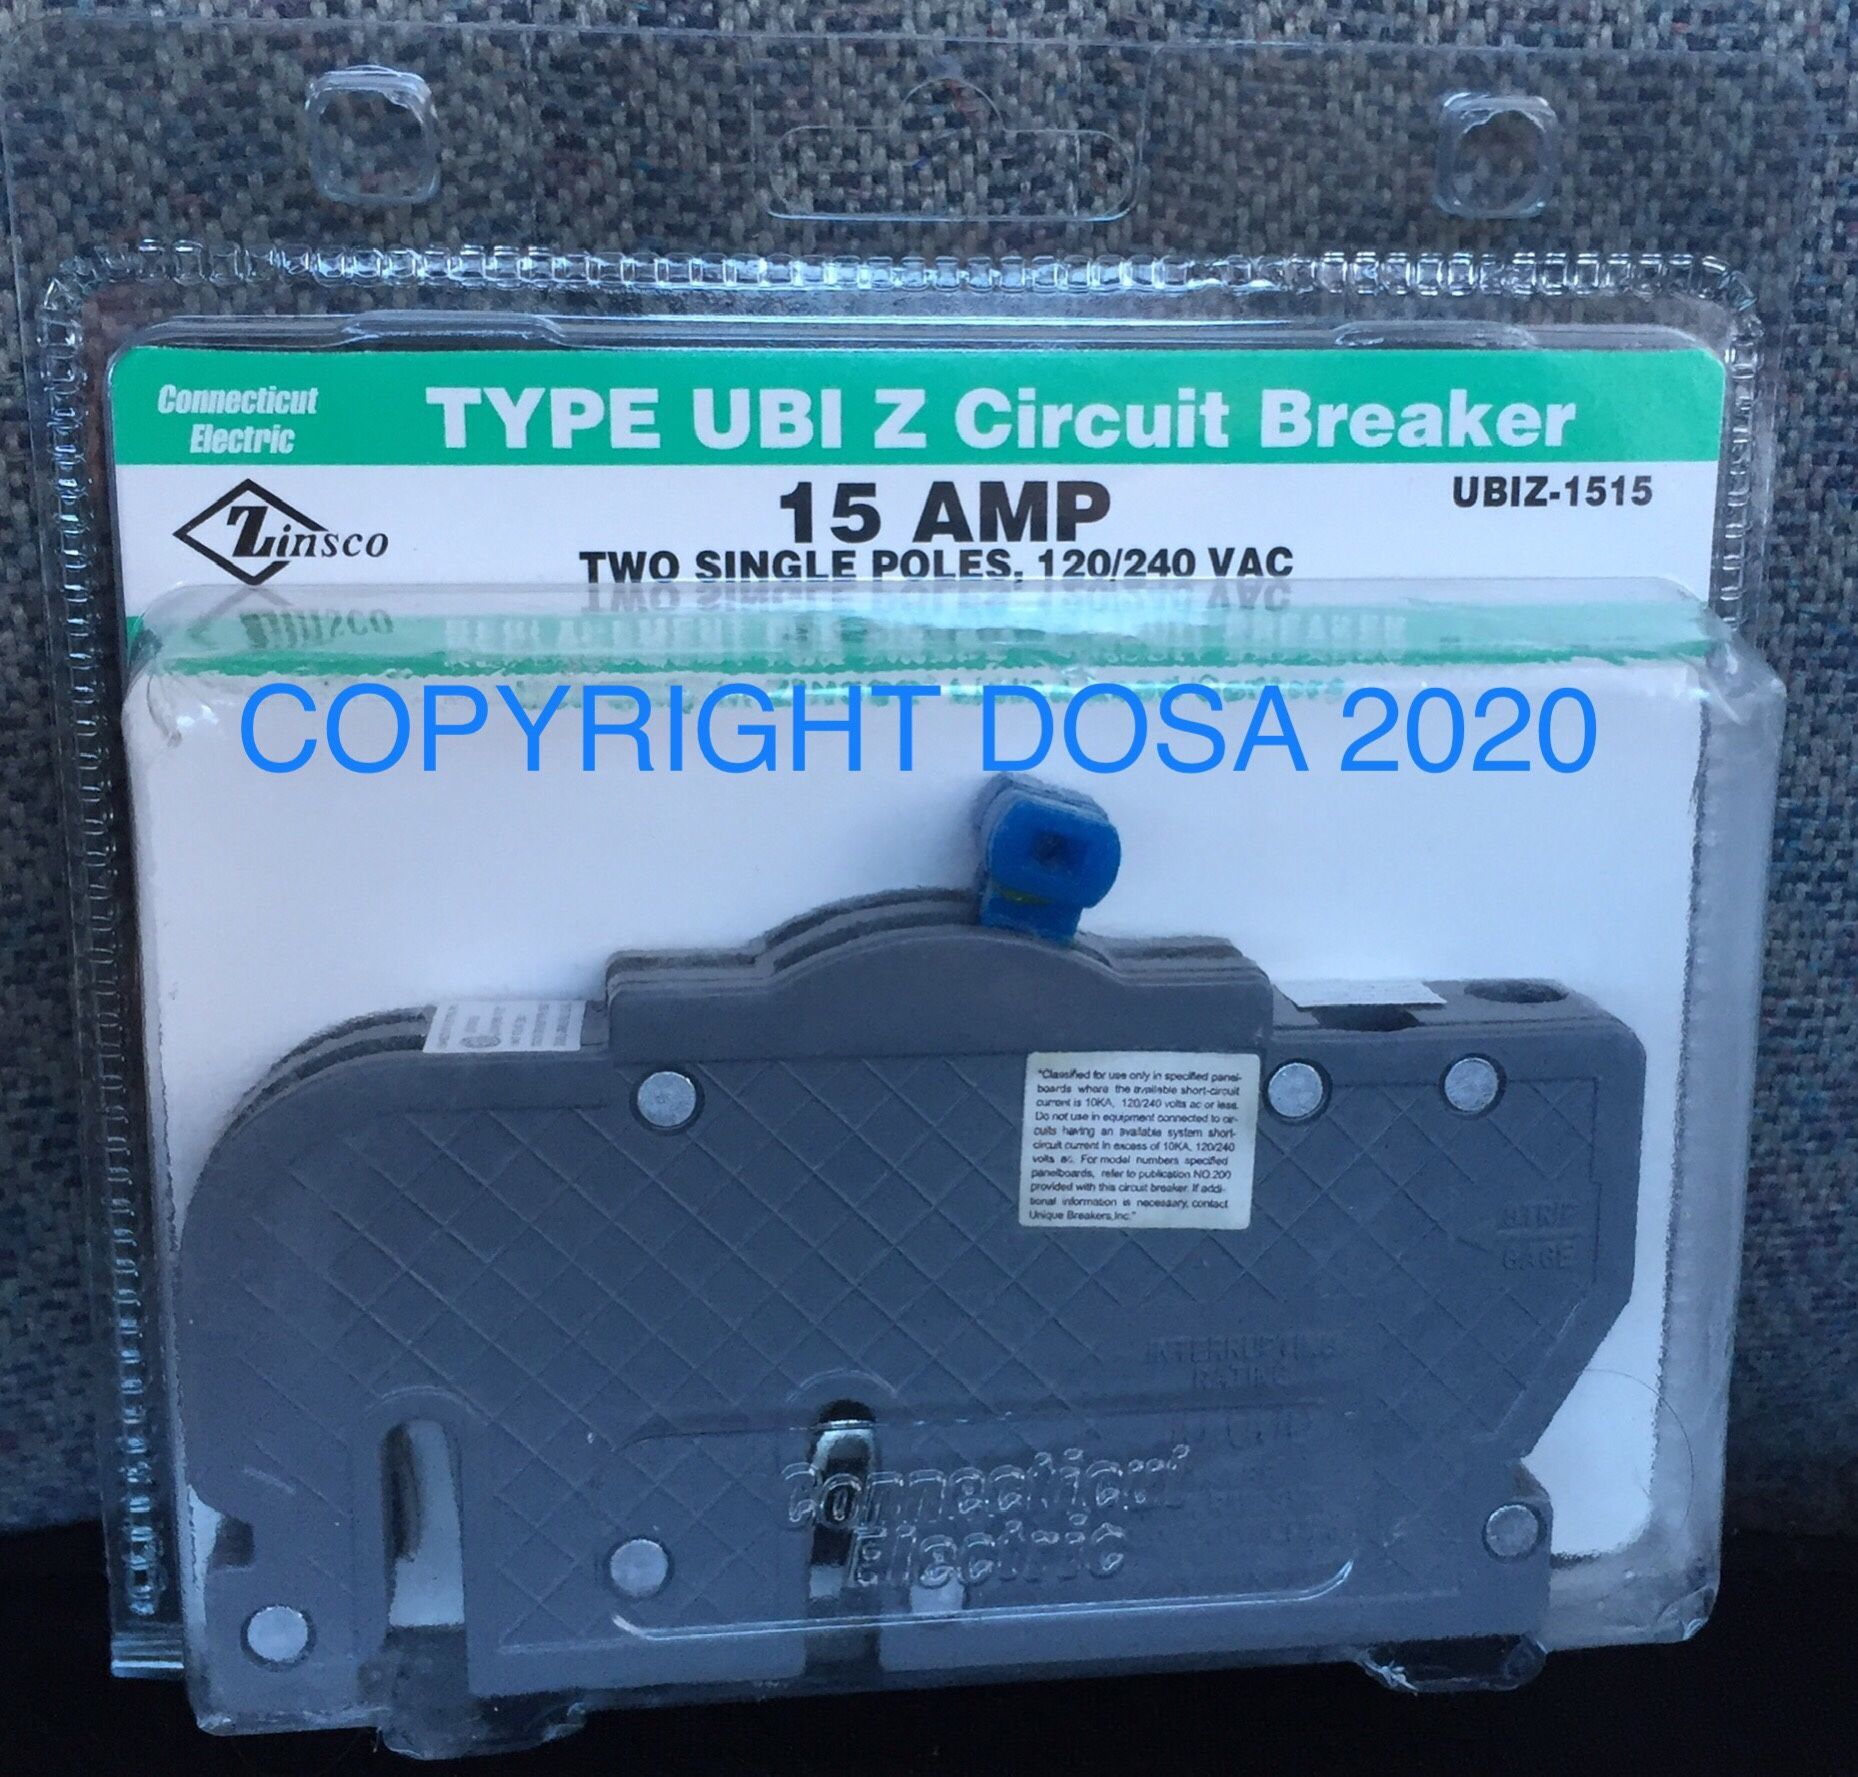 Connecticut
Electric
TYPE UBI Z Circuit Breaker
Zinsco
15 AMP
UBIZ-1515
TWO SINGLE POLES, 120/240 VAC
COPYRIGHT DOSA 2020
"Classified for use only in specified panel-
boards where the available short-circuit
current is 10KA, 120/240 volts ac or less.
Do not use in equipment connected to cir-
cuits having an available system short-
circuit current in excess of 10KA, 120/240
volts ac. For model numbers specified
panelboards, refer to publication NO.200
provided with this circuit breaker. If addi-
tional information is necessary, contact
Unique Breakers,Inc."
GAGE
INTERRUPTING
RATING
Connecticut
Electric